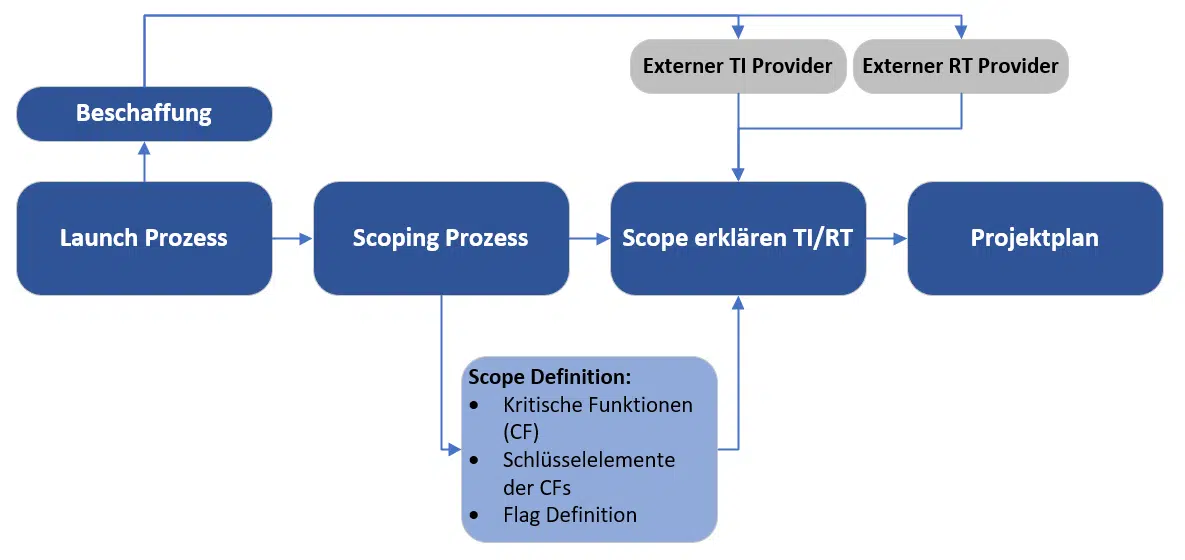 Externer TI Provider
Externer RT Provider
Beschaffung
Launch Prozess
Scoping Prozess
Scope erklären TI/RT
Projektplan
Scope Definition:
• Kritische Funktionen
(CF)
• Schlüsselelemente
der CFs
• Flag Definition